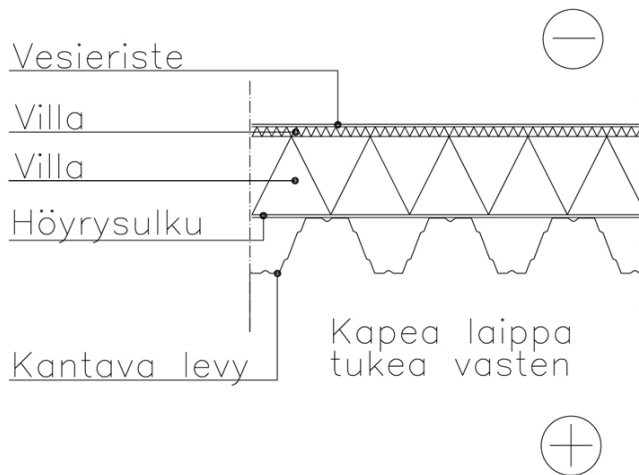 Vesieriste
Villa
Villa
Höyrysulku
Kantava levy
Kapea laippa
tukea vasten